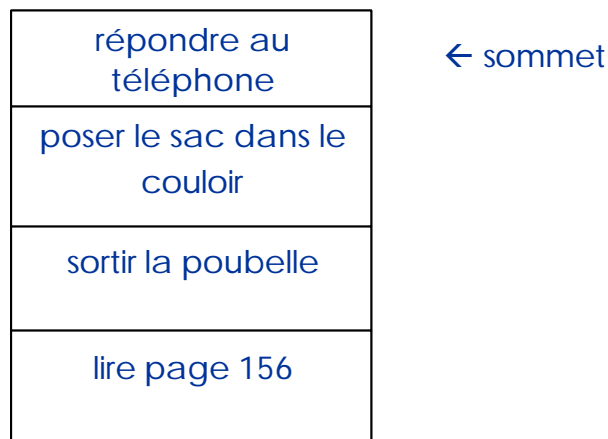 répondre au
téléphone
← sommet
poser le sac dans le
couloir
sortir la poubelle
lire page 156